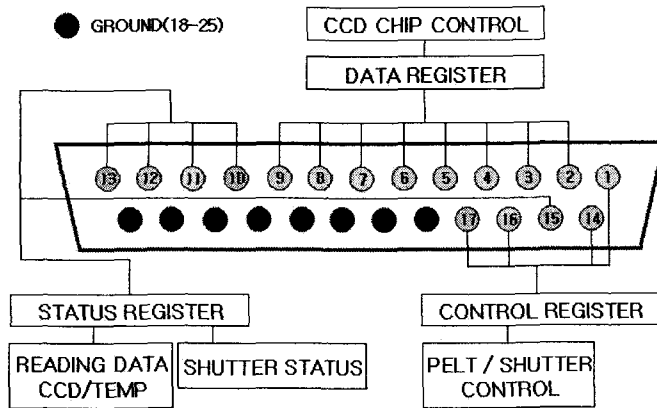 GROUND(18-25)
CCD CHIP CONTROL
DATA REGISTER
13 12 11 10 9 8 7 6 5 4 3 2 1
17 16 15 14
STATUS REGISTER
CONTROL REGISTER
READING DATA
CCD/TEMP
SHUTTER STATUS
PELT / SHUTTER
CONTROL